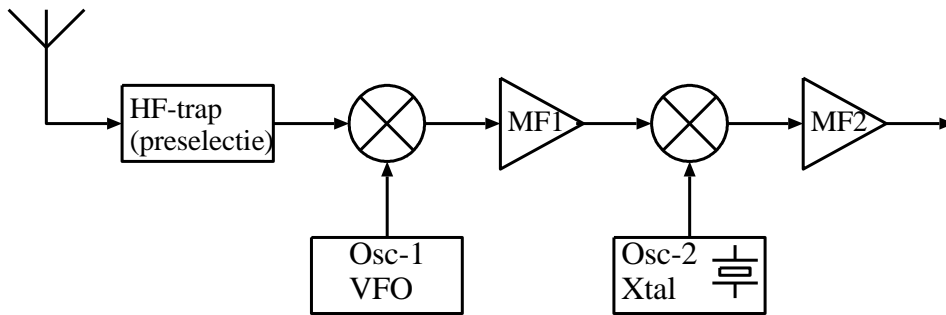 HF-trap
(preselectie)
MF1
MF2
Osc-1
VFO
Osc-2
Xtal